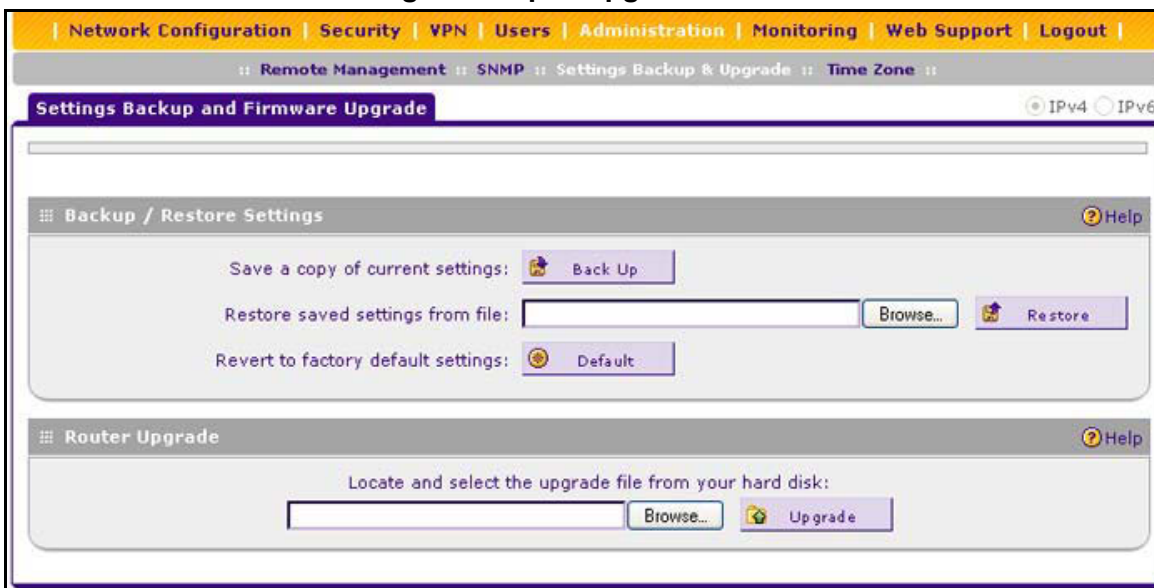 | Network Configuration | Security | VPN | Users | Administration | Monitoring | Web Support | Logout |
:: Remote Management :: SNMP :: Settings Backup & Upgrade :: Time Zone ::
Settings Backup and Firmware Upgrade IPv4 IPv6
Backup / Restore Settings Help
Save a copy of current settings: Back Up
Restore saved settings from file: Browse... Restore
Revert to factory default settings: Default
Router Upgrade Help
Locate and select the upgrade file from your hard disk:
Browse... Upgrade